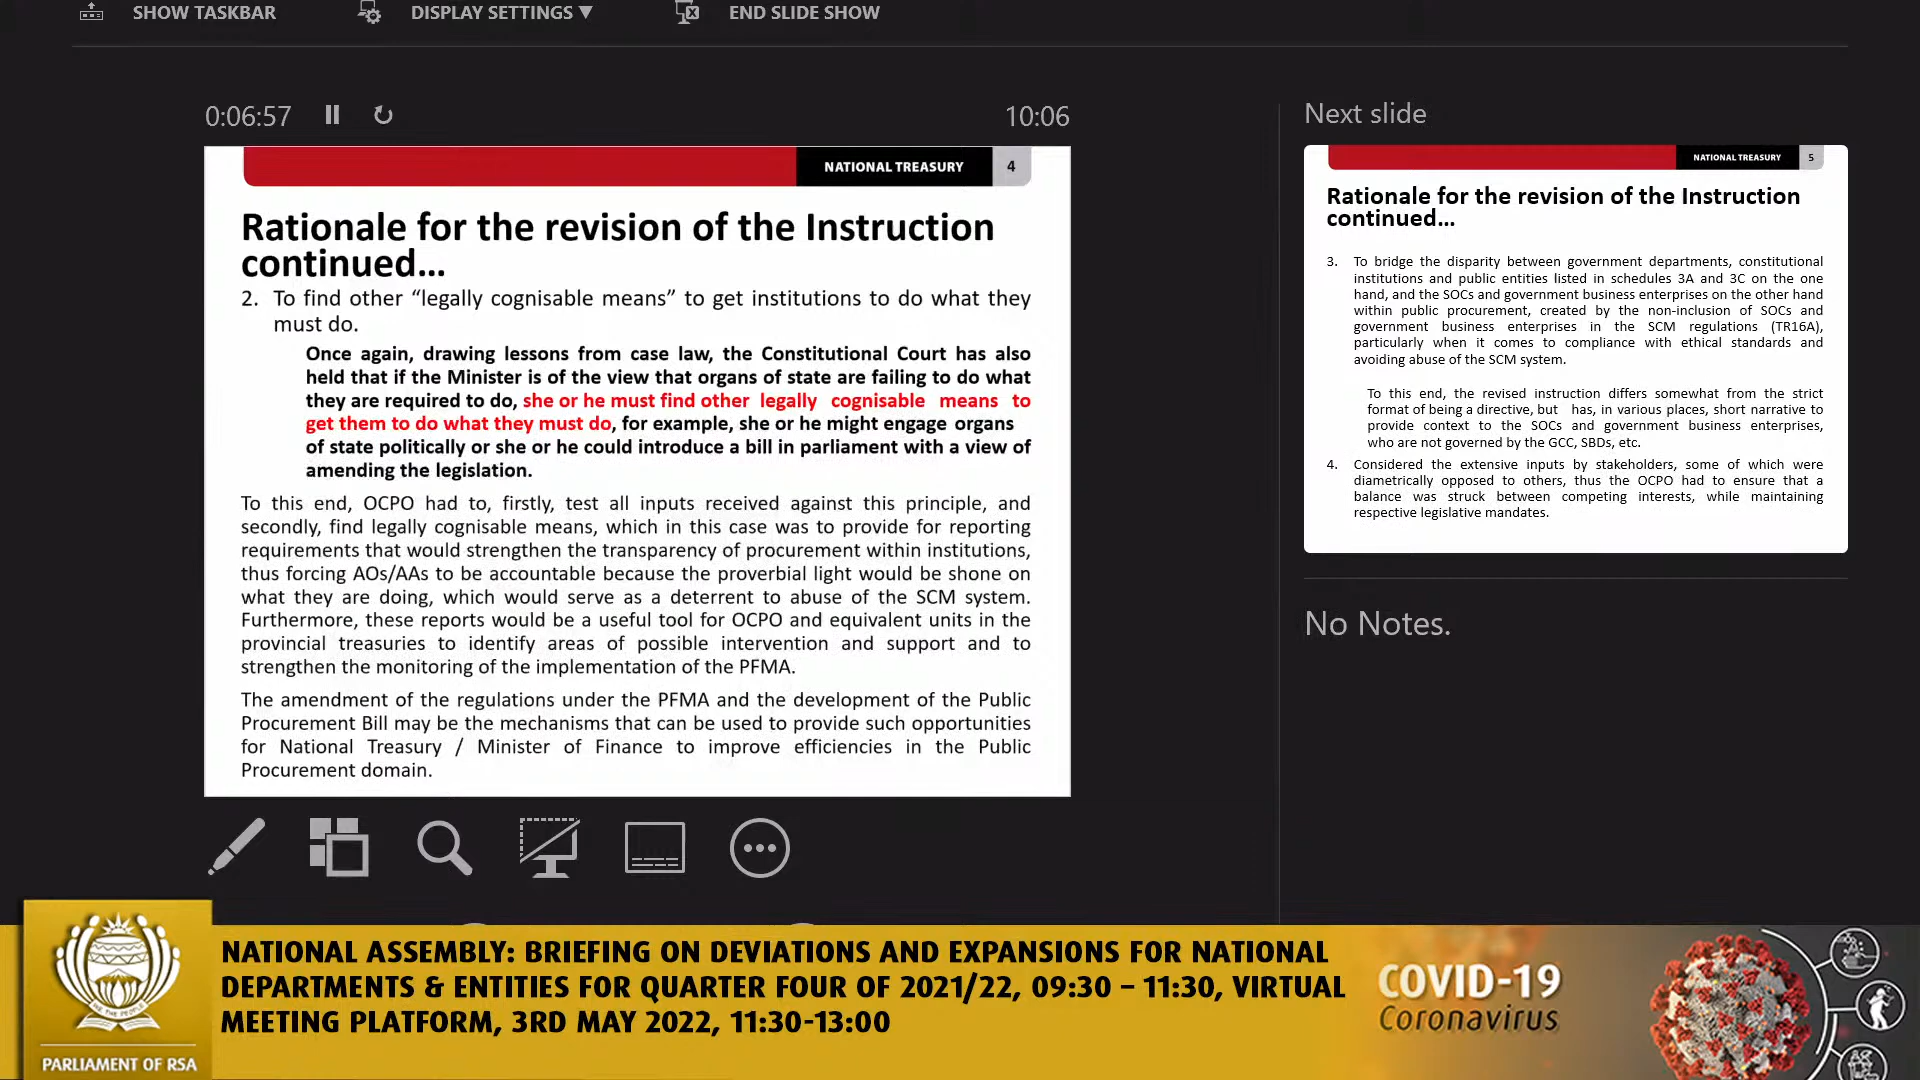 SHOW TASKBAR
DISPLAY SETTINGS ▼
END SLIDE SHOW
0:06:57
10:06
NATIONAL TREASURY
4
Rationale for the revision of the Instruction
continued...
2. To find other “legally cognisable means” to get institutions to do what they
must do.
Once again, drawing lessons from case law, the Constitutional Court has also
held that if the Minister is of the view that organs of state are failing to do what
they are required to do, she or he must find other legally cognisable means to
get them to do what they must do, for example, she or he might engage organs
of state politically or she or he could introduce a bill in parliament with a view of
amending the legislation.
To this end, OCPO had to, firstly, test all inputs received against this principle, and
secondly, find legally cognisable means, which in this case was to provide for reporting
requirements that would strengthen the transparency of procurement within institutions,
thus forcing AOs/AAs to be accountable because the proverbial light would be shone on
what they are doing, which would serve as a deterrent to abuse of the SCM system.
Furthermore, these reports would be a useful tool for OCPO and equivalent units in the
provincial treasuries to identify areas of possible intervention and support and to
strengthen the monitoring of the implementation of the PFMA.
The amendment of the regulations under the PFMA and the development of the Public
Procurement Bill may be the mechanisms that can be used to provide such opportunities
for National Treasury / Minister of Finance to improve efficiencies in the Public
Procurement domain.
Next slide
NATIONAL TREASURY
5
Rationale for the revision of the Instruction
continued...
3. To bridge the disparity between government departments, constitutional
institutions and public entities listed in schedules 3A and 3C on the one
hand, and the SOCs and government business enterprises on the other hand
within public procurement, created by the non-inclusion of SOCs and
government business enterprises in the SCM regulations (TR16A),
particularly when it comes to compliance with ethical standards and
avoiding abuse of the SCM system.
To this end, the revised instruction differs somewhat from the strict
format of being a directive, but has, in various places, short narrative to
provide context to the SOCs and government business enterprises,
who are not governed by the GCC, SBDs, etc.
4. Considered the extensive inputs by stakeholders, some of which were
diametrically opposed to others, thus the OCPO had to ensure that a
balance was struck between competing interests, while maintaining
respective legislative mandates.
No Notes.
NATIONAL ASSEMBLY: BRIEFING ON DEVIATIONS AND EXPANSIONS FOR NATIONAL
DEPARTMENTS & ENTITIES FOR QUARTER FOUR OF 2021/22, 09:30 – 11:30, VIRTUAL
MEETING PLATFORM, 3RD MAY 2022, 11:30-13:00
PARLIAMENT OF RSA
COVID-19
Coronavirus